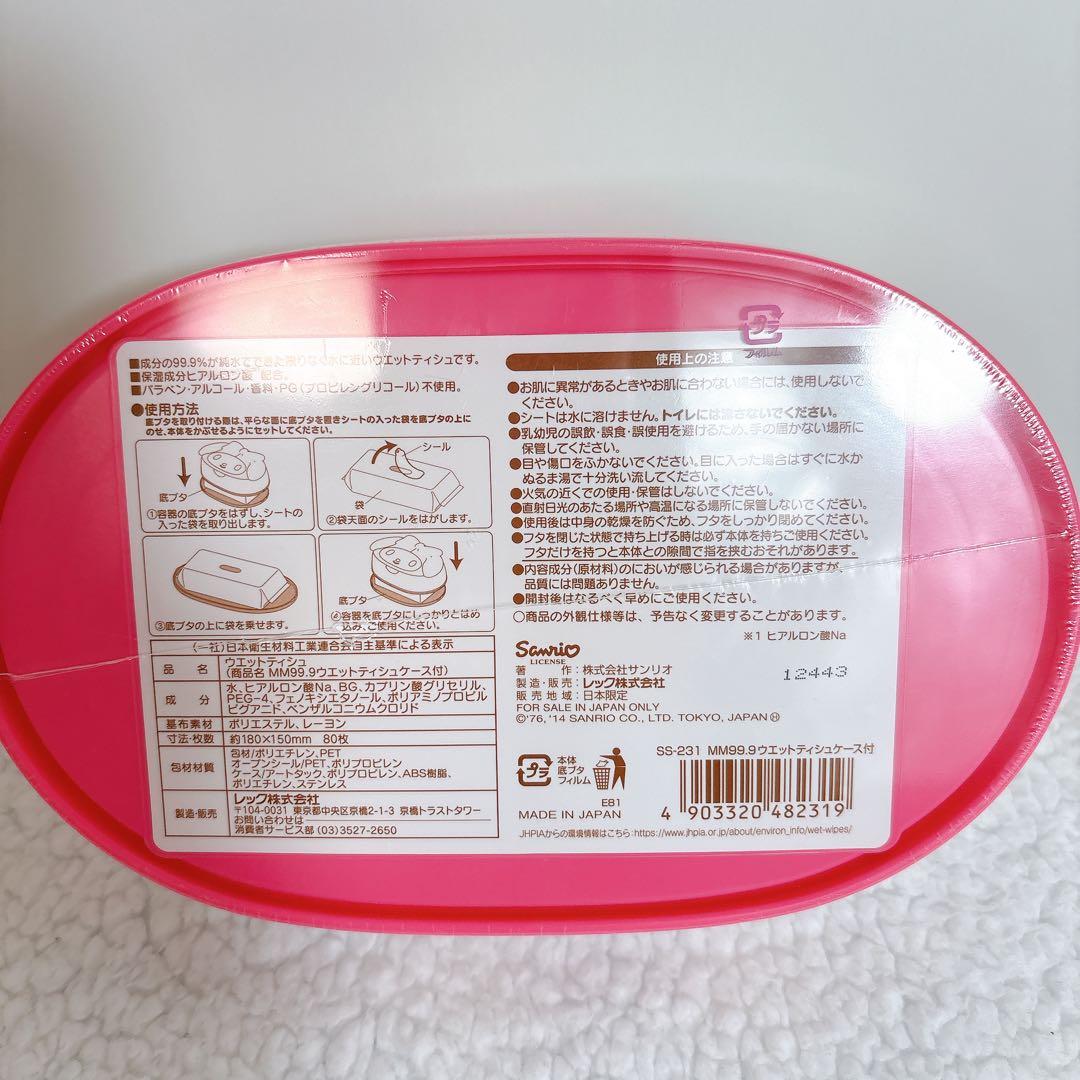 プラ
フィルム
■成分の99.9%が純水でできた限りなく水に近いウエットティシュです。
■保湿成分ヒアルロン酸 配合。
■パラベン・アルコール・香料・PG(プロピレングリコール)不使用。
●使用方法
底ブタを取り付ける際は、平らな面に底ブタを置きシートの入った袋を底ブタの上に
のせ、本体をかぶせるようにセットしてください。
底ブタ
①容器の底ブタをはずし、シートの
入った袋を取り出します。
シール
袋
②袋天面のシールをはがします。
③底ブタの上に袋を乗せます。
底ブタ
④容器を底ブタにしっかりとはめ
込み、ご使用ください。
(一社)日本衛生材料工業連合会自主基準による表示
品名 ウエットティシュ
(商品名 MM99.9ウエットティシュケース付)
成分 水、ヒアルロン酸Na、BG、カプリン酸グリセリル、
PEG-4、フェノキシエタノール、ポリアミノプロピル
ビグアニド、ベンザルコニウムクロリド
基布素材 ポリエステル、レーヨン
寸法・枚数 約180×150mm 80枚
包材材質 包材/ポリエチレン、PET
オープンシール/PET、ポリプロピレン
ケース/アートタック、ポリプロピレン、ABS樹脂、
ポリエチレン、ステンレス
製造・販売 レック株式会社
〒104-0031 東京都中央区京橋2-1-3 京橋トラストタワー
お問い合わせは
消費者サービス部 (03)3527-2650
使用上の注意
●お肌に異常があるときやお肌に合わない場合には、使用しないで
ください。
●シートは水に溶けません。トイレには流さないでください。
●乳幼児の誤飲・誤食・誤使用を避けるため、手の届かない場所に
保管してください。
●目や傷口をふかないでください。目に入った場合はすぐに水か
ぬるま湯で十分洗い流してください。
●火気の近くでの使用・保管はしないでください。
●直射日光のあたる場所や高温になる場所に保管しないでください。
●使用後は中身の乾燥を防ぐため、フタをしっかり閉めてください。
●フタを閉じた状態で持ち上げる時は必ず本体を持ちご使用ください。
フタだけを持つと本体との隙間で指を挟むおそれがあります。
●内容成分(原材料)のにおいが感じられる場合がありますが、
品質には問題ありません。
●開封後はなるべく早めにご使用ください。
○商品の外観仕様等は、予告なく変更することがあります。
※1 ヒアルロン酸Na
Sanrio
LICENSE
12443
著作:株式会社サンリオ
製造・販売:レック株式会社
販売地域:日本限定
FOR SALE IN JAPAN ONLY
©'76, '14 SANRIO CO., LTD. TOKYO, JAPAN Ⓗ
SS-231 MM99.9ウエットティシュケース付
プラ
本体
底ブタ
フィルム
E81
MADE IN JAPAN
4 903320 482319
JHPIAからの環境情報はこちら:https://www.jhpia.or.jp/about/environ_info/wet-wipes/